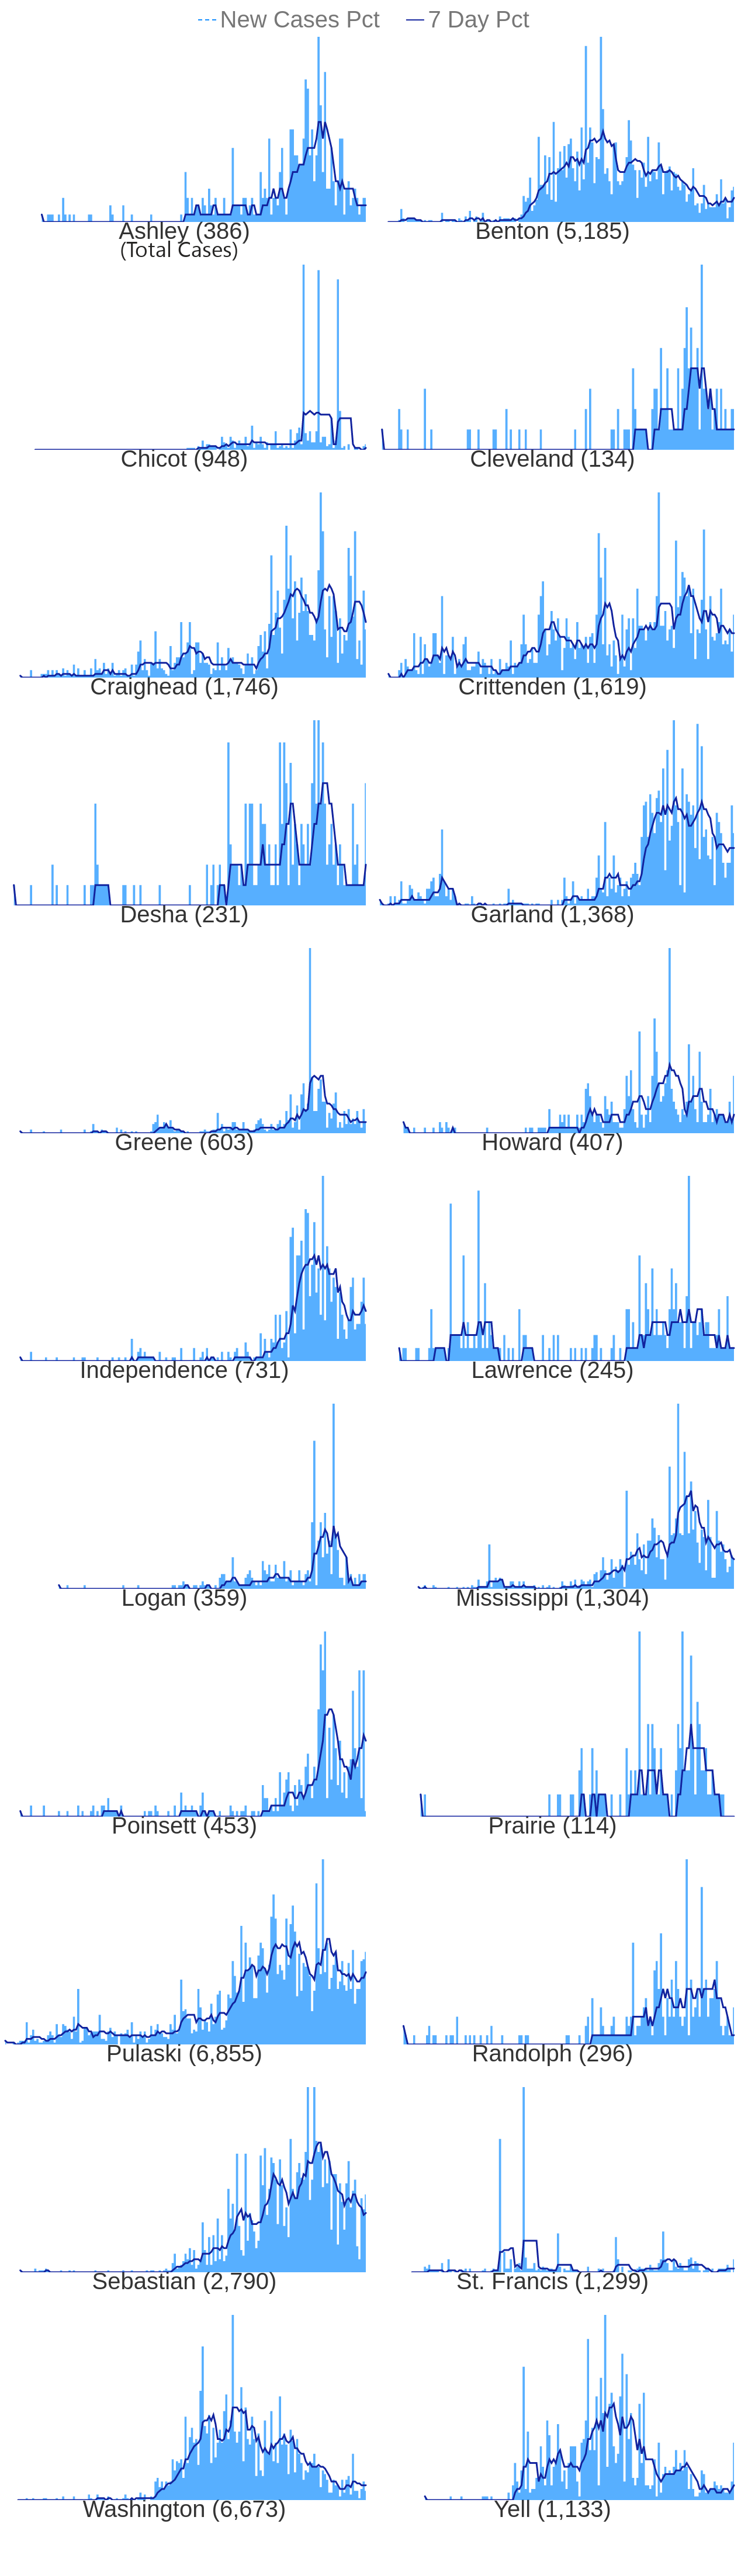 New Cases Pct 7 Day Pct
Ashley (386) Benton (5,185)
(Total Cases)
Chicot (948) Cleveland (134)
Craighead (1,746) Crittenden (1,619)
Desha (231) Garland (1,368)
Greene (603) Howard (407)
Independence (731) Lawrence (245)
Logan (359) Mississippi (1,304)
Poinsett (453) Prairie (114)
Pulaski (6,855) Randolph (296)
Sebastian (2,790) St. Francis (1,299)
Washington (6,673) Yell (1,133)